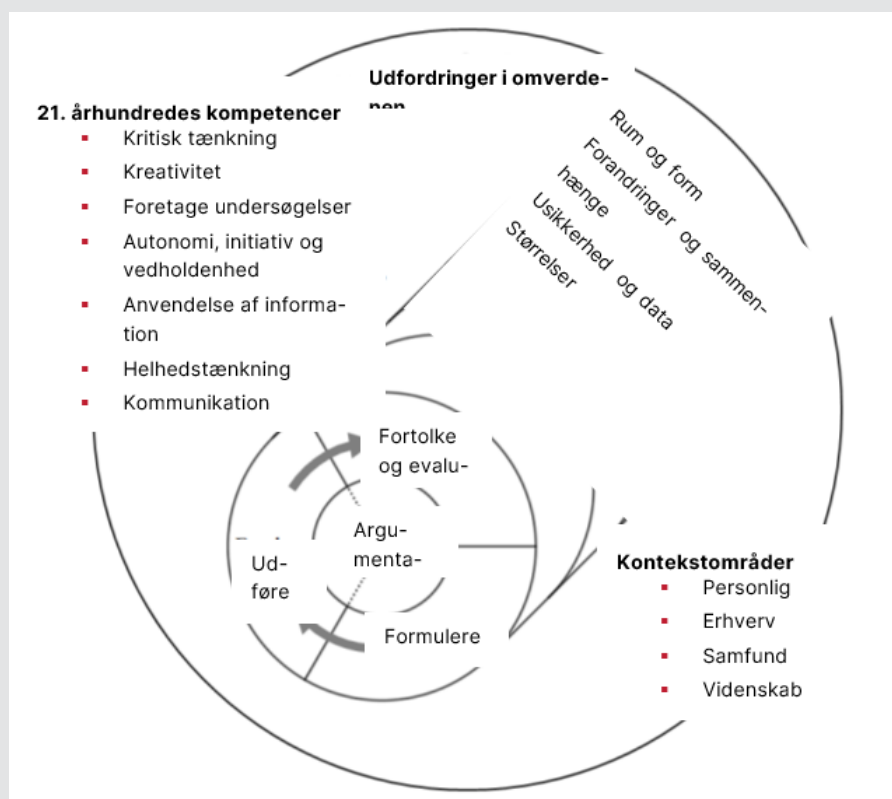 Udfordringer i omverde-
nen
21. århundredes kompetencer
Kritisk tænkning
Kreativitet
Foretage undersøgelser
Autonomi, initiativ og
vedholdenhed
Anvendelse af informa-
tion
Helhedstænkning
Kommunikation
Rum og form
Forandringer og sammen-
hænge
Usikkerhed og data
Størrelser
Fortolke
og evalu-
Argu-
menta-
Ud-
føre
Formulere
Kontekstområder
Personlig
Erhverv
Samfund
Videnskab